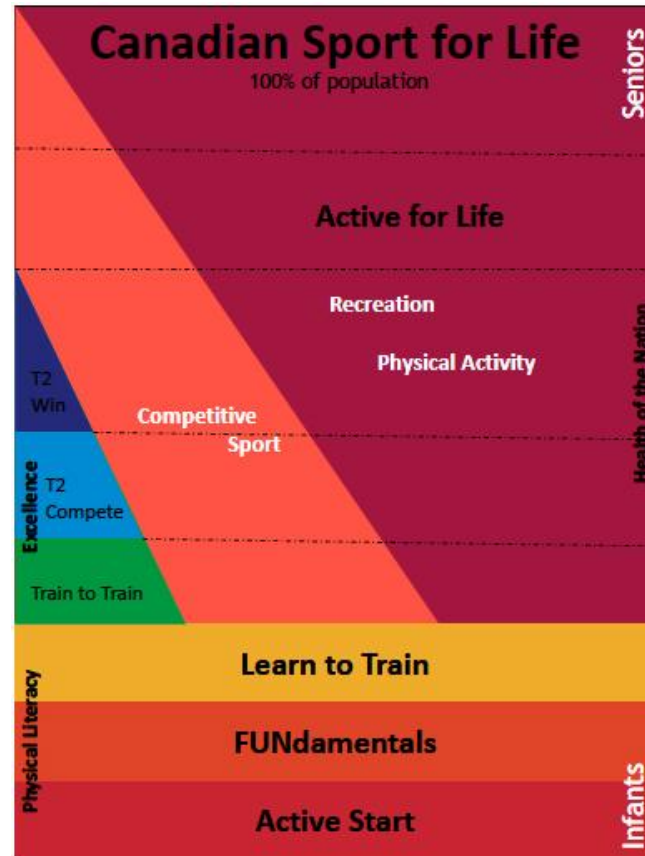 Canadian Sport for Life
100% of population
Seniors
Active for Life
Recreation
Physical Activity
Health of the Nation
Competitive
Sport
T2
Win
Excellence
T2
Compete
Train to Train
Learn to Train
Physical Literacy
FUNdamentals
Active Start
Infants